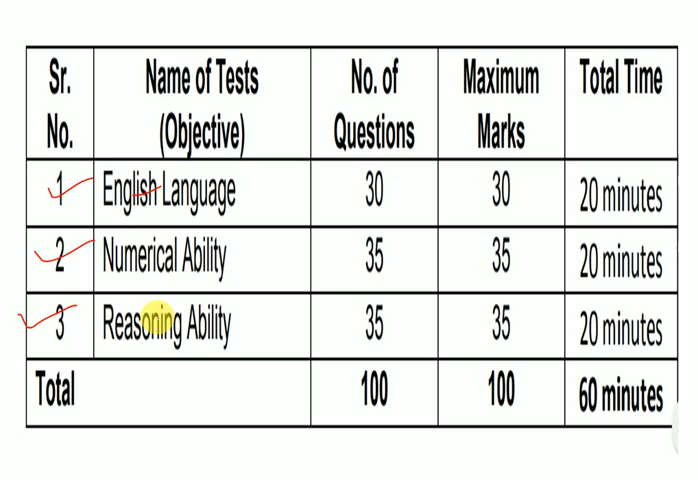 Sr. No. Name of Tests (Objective) No. of Questions Maximum Marks Total Time
1 English Language 30 30 20 minutes
2 Numerical Ability 35 35 20 minutes
3 Reasoning Ability 35 35 20 minutes
Total 100 100 60 minutes